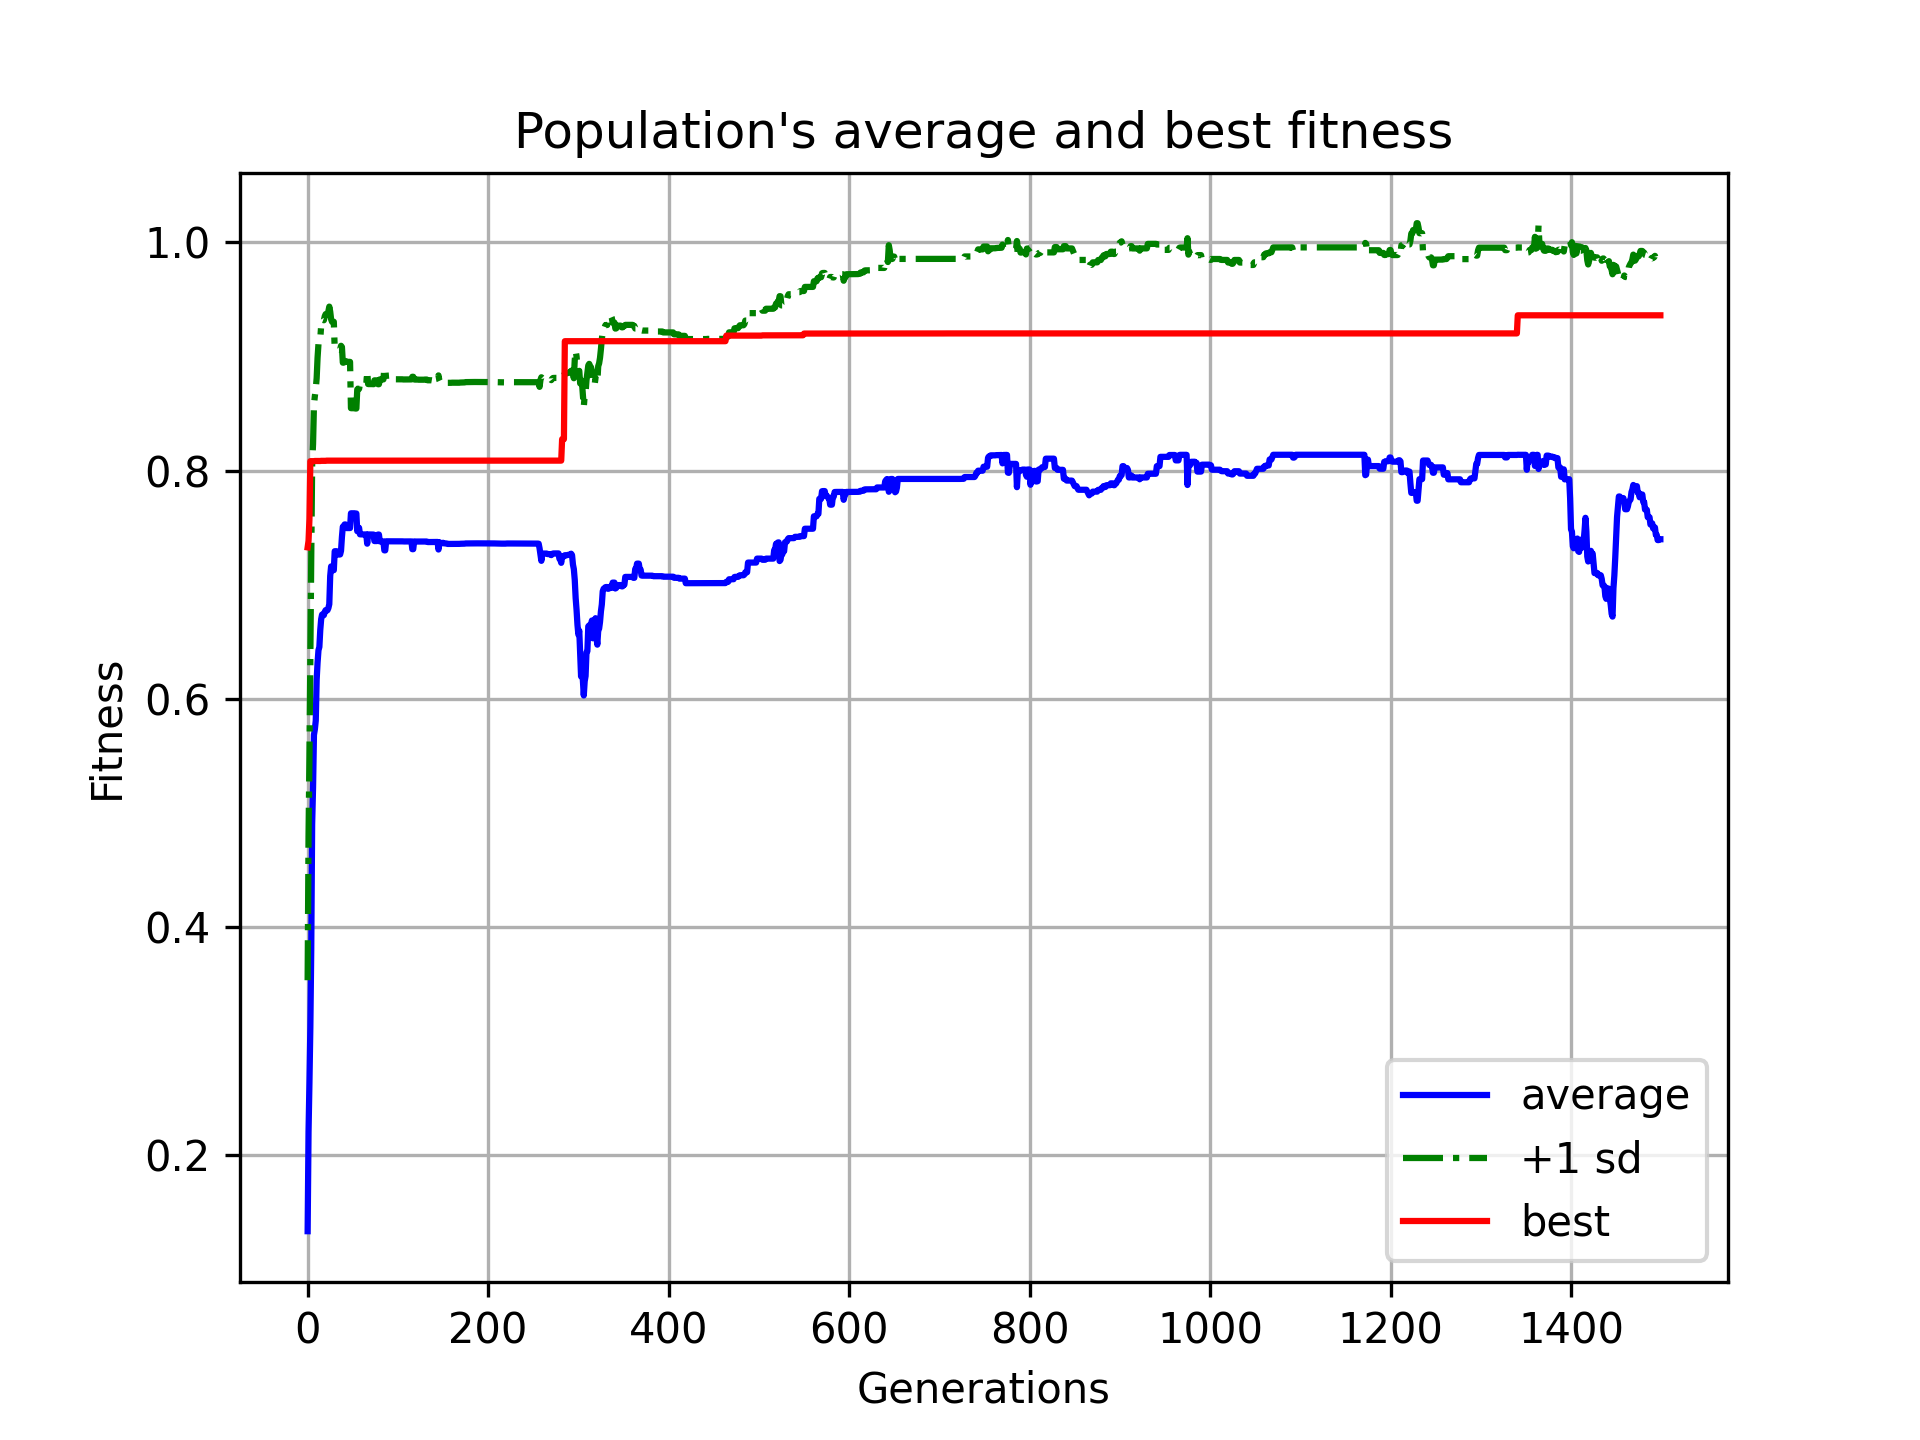 Population's average and best fitness
1.0
0.8
0.6
0.4
0.2
Fitness
0 200 400 600 800 1000 1200 1400
Generations
average
+1 sd
best